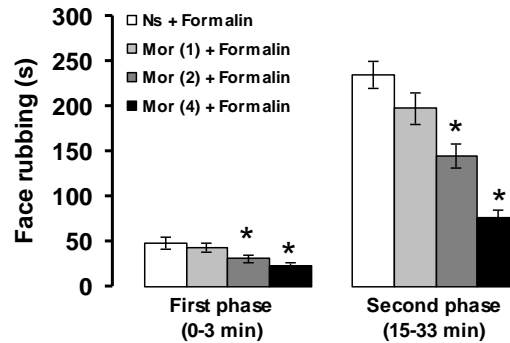 Face rubbing (s)
300
250
200
150
100
50
0
Ns + Formalin
Mor (1) + Formalin
Mor (2) + Formalin
Mor (4) + Formalin
*
*
*
*
First phase
(0-3 min)
Second phase
(15-33 min)